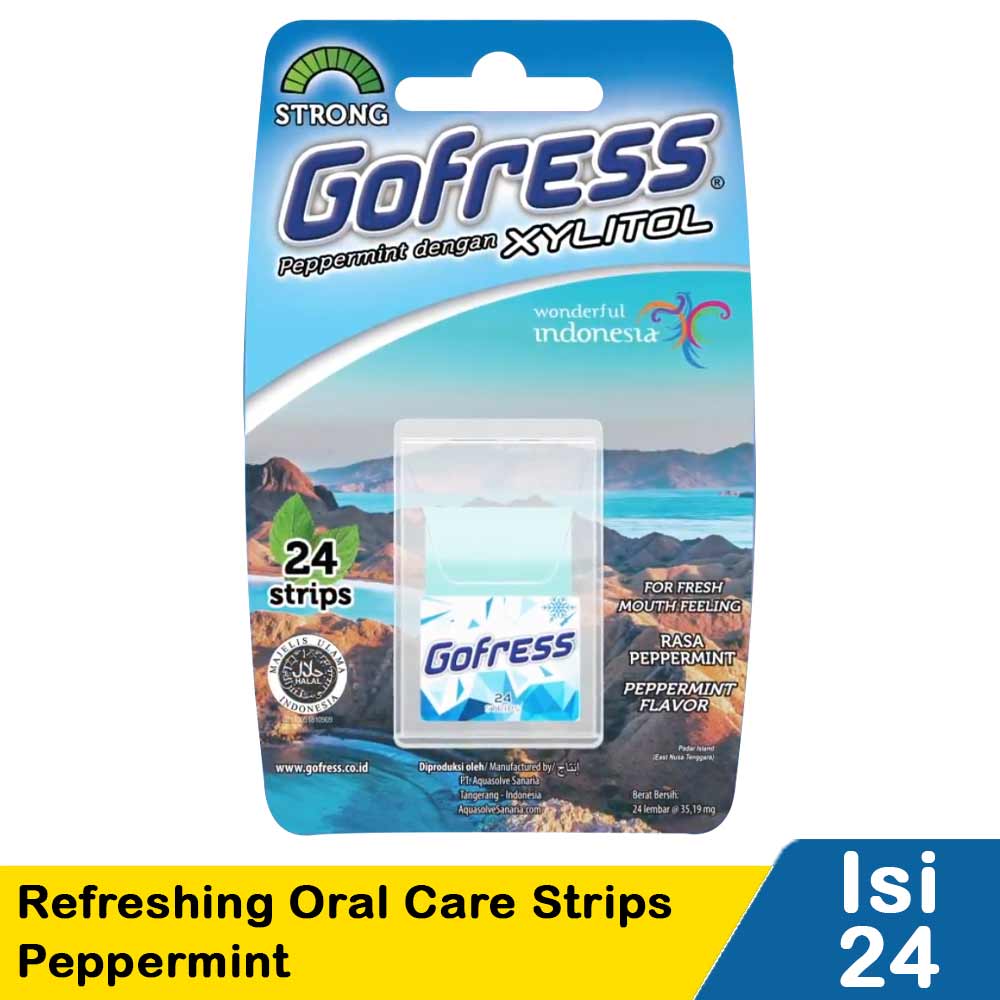 STRONG
Gofress®
Peppermint dengan XYLITOL
wonderful
indonesia
24
strips
Gofress
24
STRIPS
MAJELIS ULAMA
حلال
HALAL
INDONESIA
FOR FRESH
MOUTH FEELING
RASA
PEPPERMINT
PEPPERMINT
FLAVOR
Padar Island
(East Nusa Tenggara)
www.gofress.co.id
Diproduksi oleh/ Manufactured by/ إنتاج
PT. Aquasolve Sanaria
Tangerang - Indonesia
AquasolveSanaria.com
Berat Bersih:
24 lembar @ 35,19 mg
Refreshing Oral Care Strips
Peppermint
Isi
24